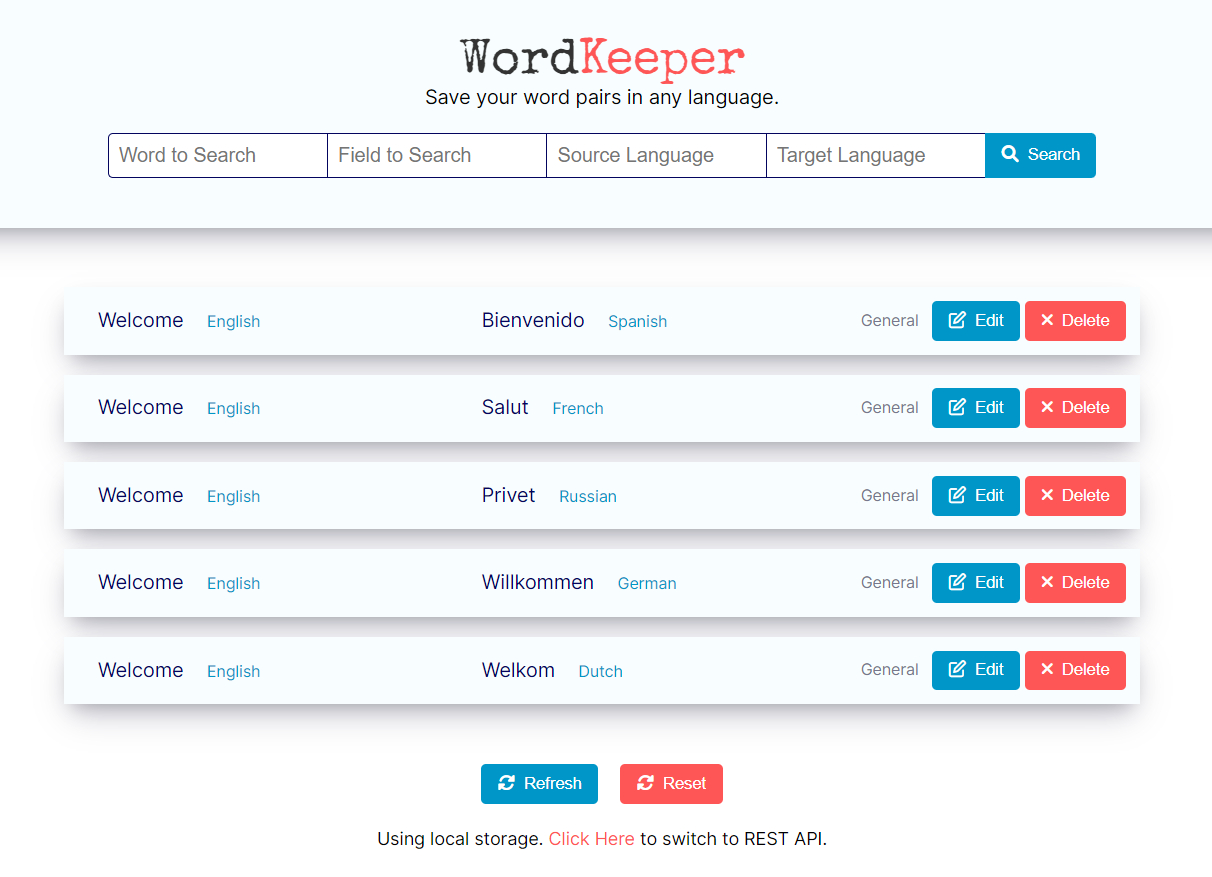 WordKeeper
Save your word pairs in any language.
Word to Search Field to Search Source Language Target Language Search
Welcome English Bienvenido Spanish General Edit Delete
Welcome English Salut French General Edit Delete
Welcome English Privet Russian General Edit Delete
Welcome English Willkommen German General Edit Delete
Welcome English Welkom Dutch General Edit Delete
Refresh Reset
Using local storage. Click Here to switch to REST API.